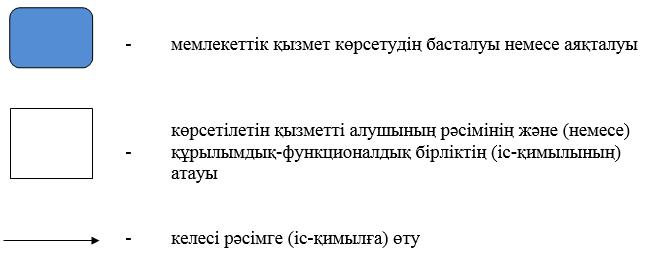 - мемлекеттік қызмет көрсетудің басталуы немесе аяқталуы
көрсетілетін қызметті алушының рәсімінің және (немесе)
- құрылымдық-функционалдық бірліктің (іс-қимылының)
атауы
- келесі рәсімге (іс-қимылға) өту